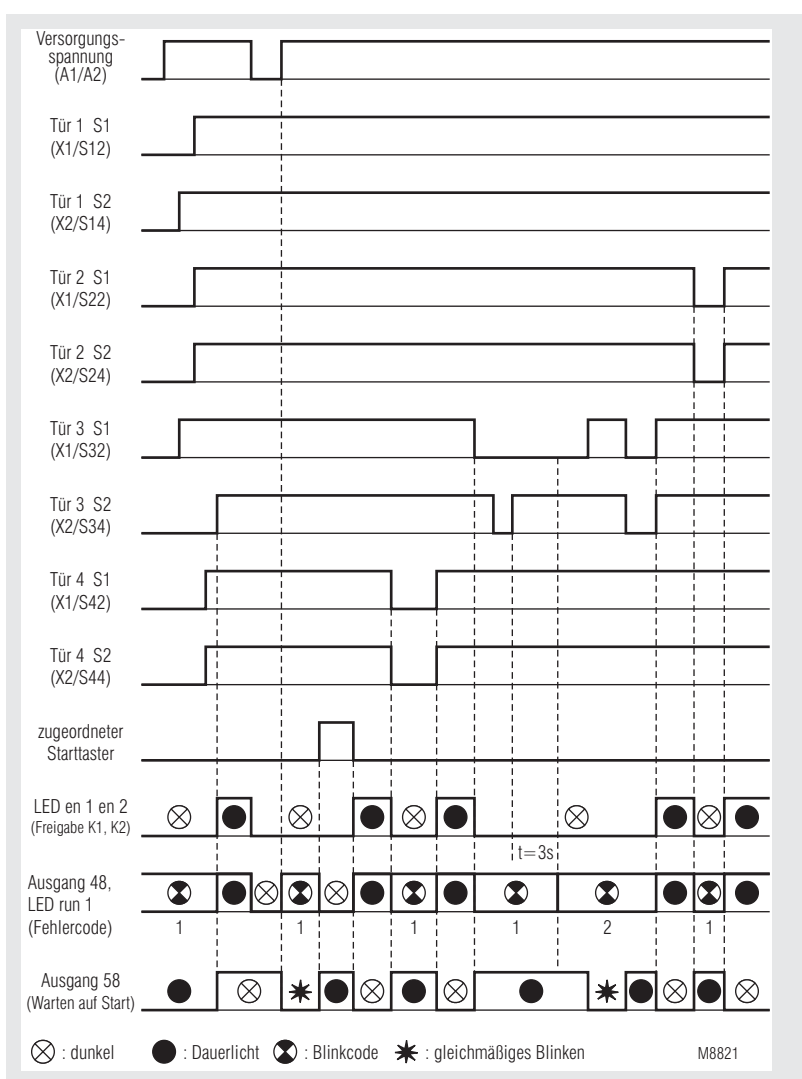 Versorgungs-
spannung
(A1/A2)
Tür 1 S1
(X1/S12)
Tür 1 S2
(X2/S14)
Tür 2 S1
(X1/S22)
Tür 2 S2
(X2/S24)
Tür 3 S1
(X1/S32)
Tür 3 S2
(X2/S34)
Tür 4 S1
(X1/S42)
Tür 4 S2
(X2/S44)
zugeordneter
Starttaster
LED en 1 en 2
(Freigabe K1, K2)
t=3s
Ausgang 48,
LED run 1
(Fehlercode)
1 1 1 1 2 1
Ausgang 58
(Warten auf Start)
: dunkel : Dauerlicht : Blinkcode : gleichmäßiges Blinken M8821